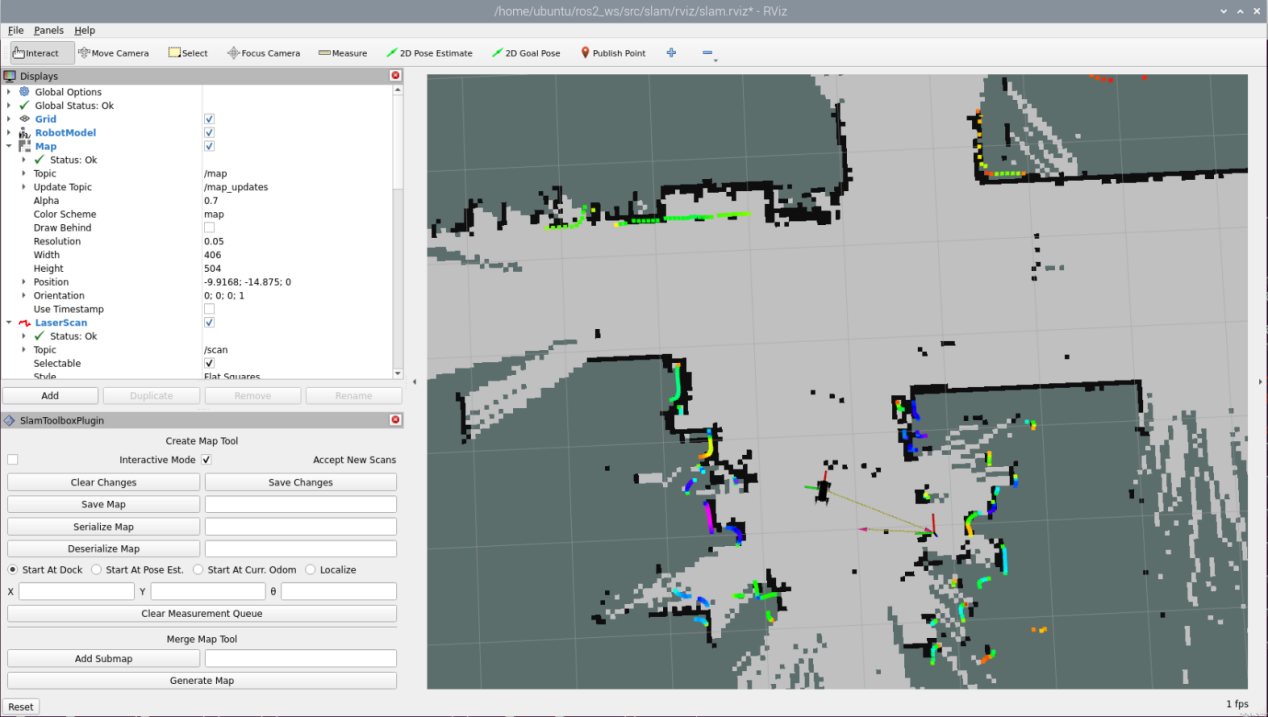 /home/ubuntu/ros2_ws/src/slam/rviz/slam.rviz* - RViz
File Panels Help
Interact Move Camera Select Focus Camera Measure 2D Pose Estimate 2D Goal Pose Publish Point
Displays
Global Options
Global Status: Ok
Grid
RobotModel
Map
Status: Ok
Topic /map
Update Topic /map_updates
Alpha 0.7
Color Scheme map
Draw Behind
Resolution 0.05
Width 406
Height 504
Position -9.9168; -14.875; 0
Orientation 0; 0; 0; 1
Use Timestamp
LaserScan
Status: Ok
Topic /scan
Selectable
Style Flat Squares
Add Duplicate Remove Rename
SlamToolboxPlugin
Create Map Tool
Interactive Mode Accept New Scans
Clear Changes Save Changes
Save Map
Serialize Map
Deserialize Map
Start At Dock Start At Pose Est. Start At Curr. Odom Localize
X Y θ
Clear Measurement Queue
Merge Map Tool
Add Submap
Generate Map
Reset 1 fps